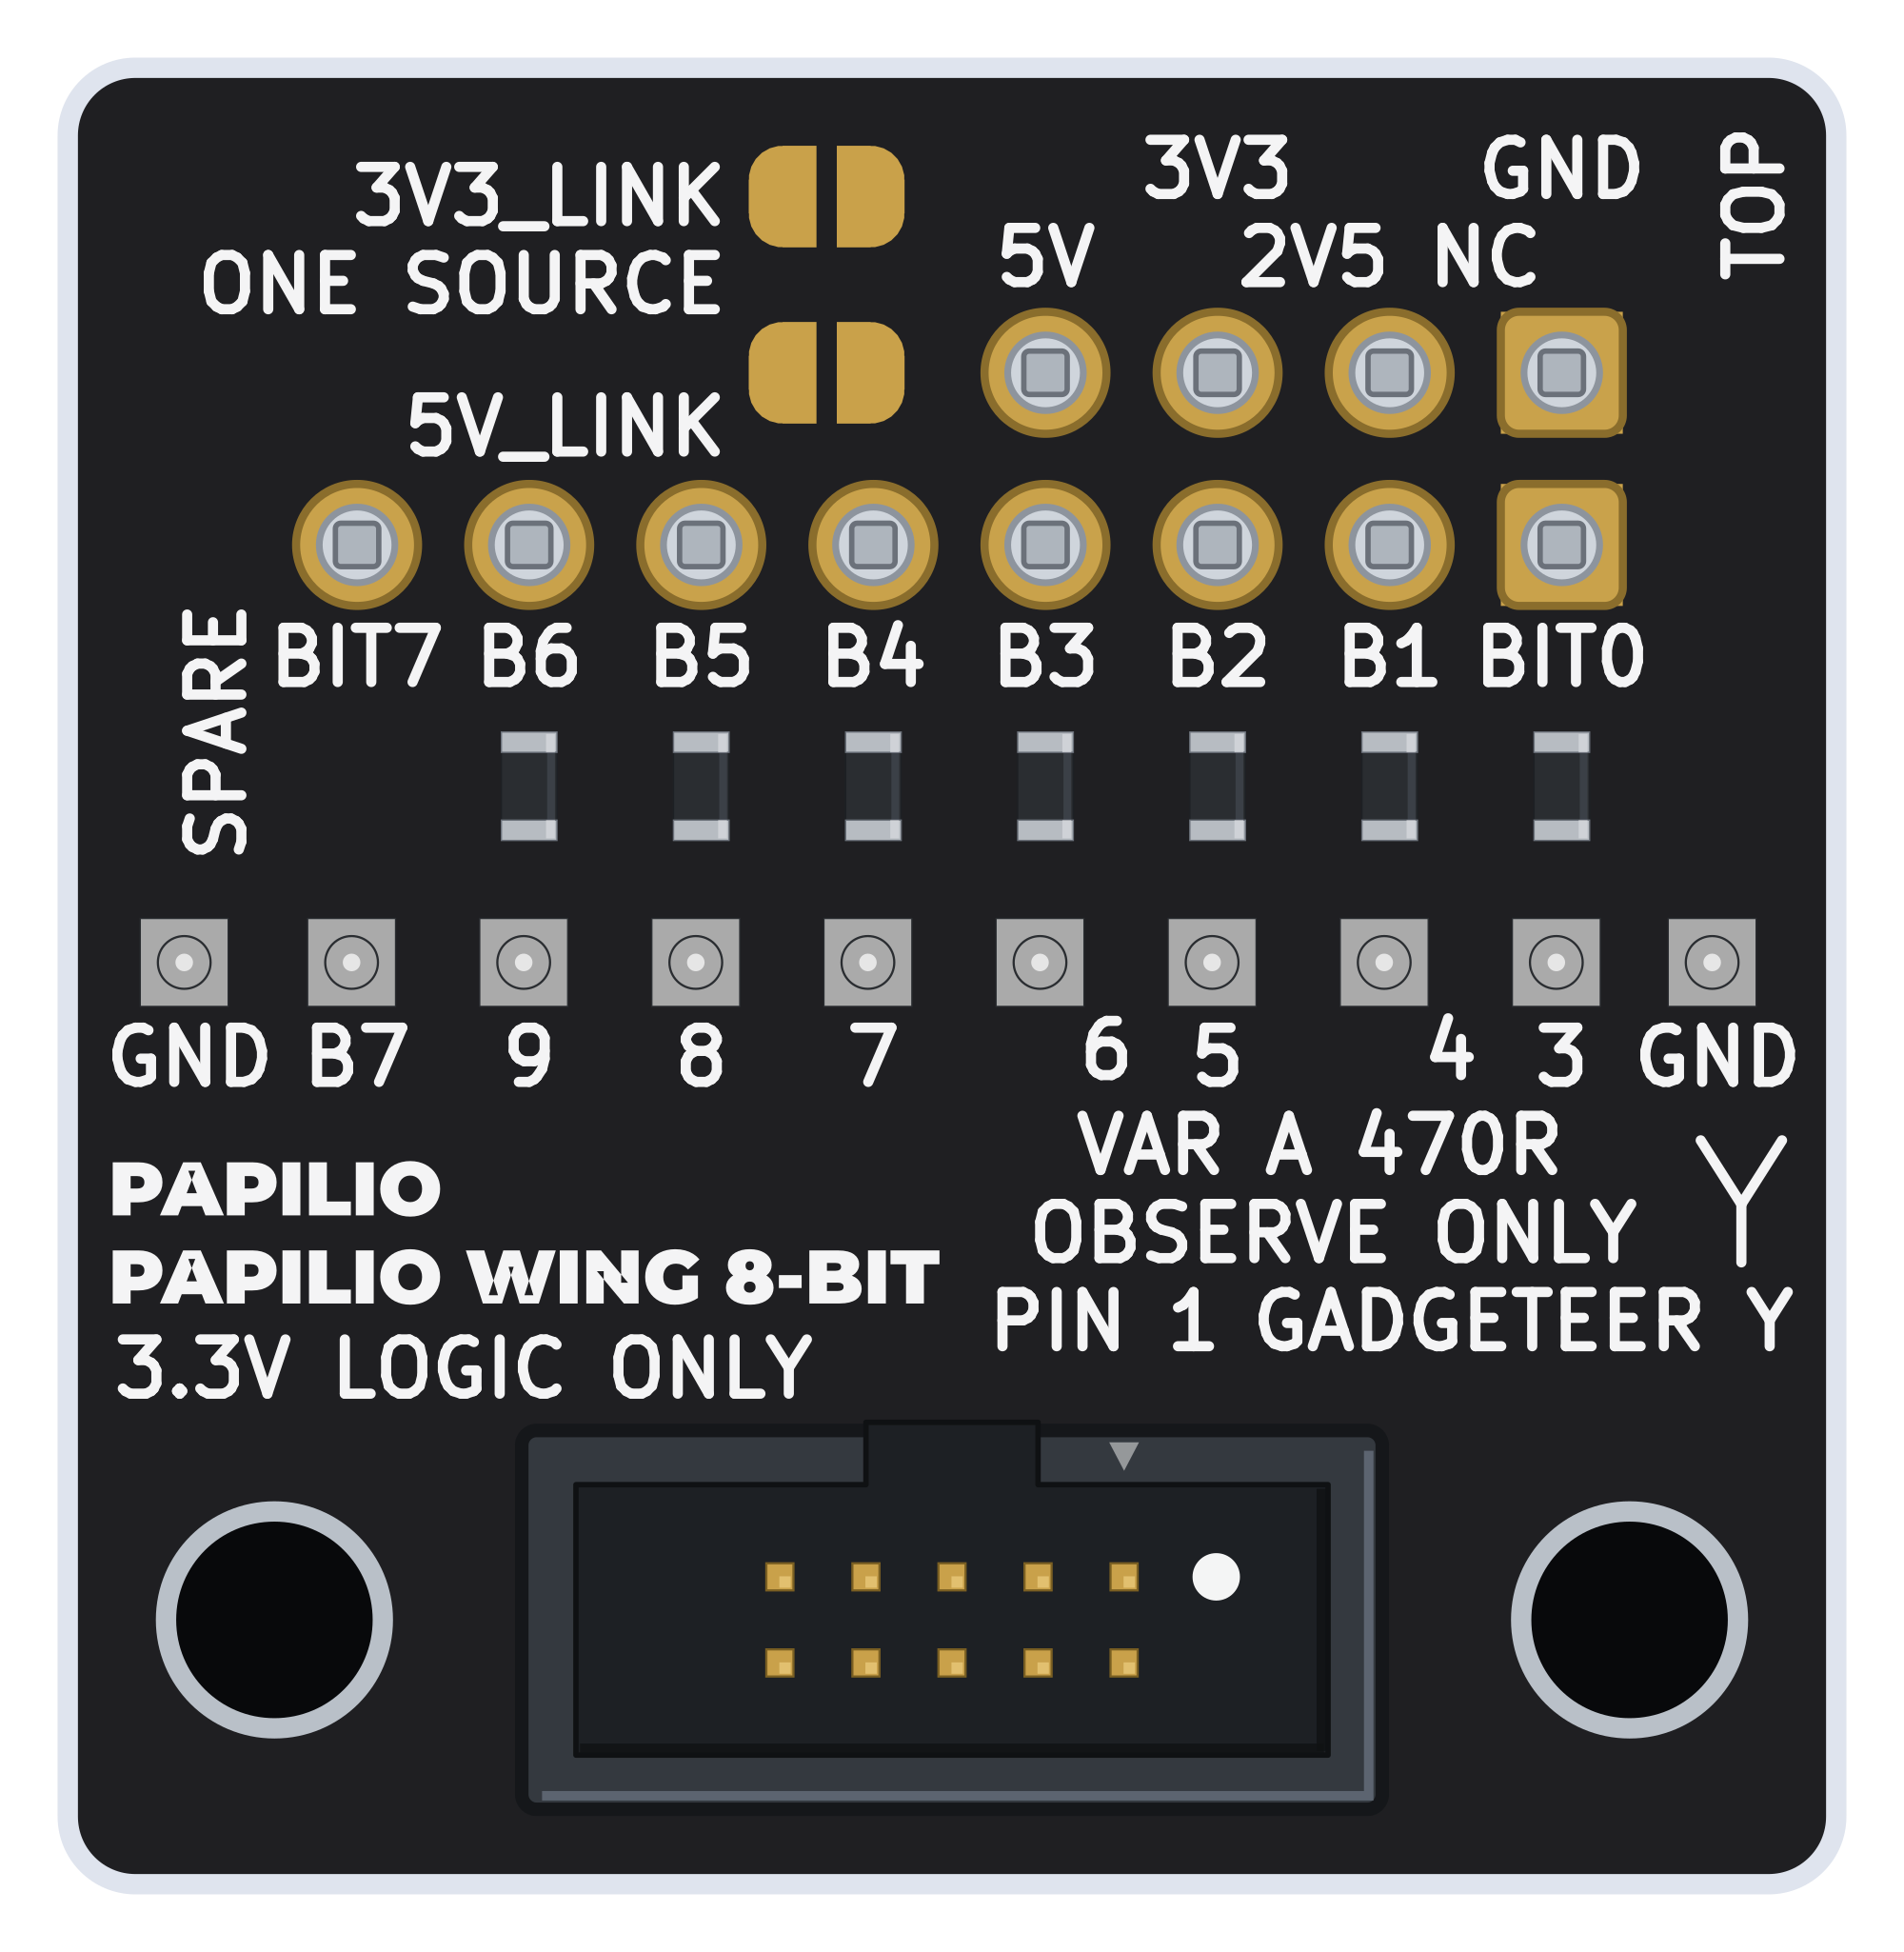 3V3 GND
TOP
3V3_LINK
5V 2V5 NC
ONE SOURCE
5V_LINK
BIT7 B6 B5 B4 B3 B2 B1 BIT0
SPARE
GND B7 9 8 7 6 5 4 3 GND
VAR A 470R
Y
PAPILIO
OBSERVE ONLY
PAPILIO WING 8-BIT
PIN 1 GADGETEER Y
3.3V LOGIC ONLY